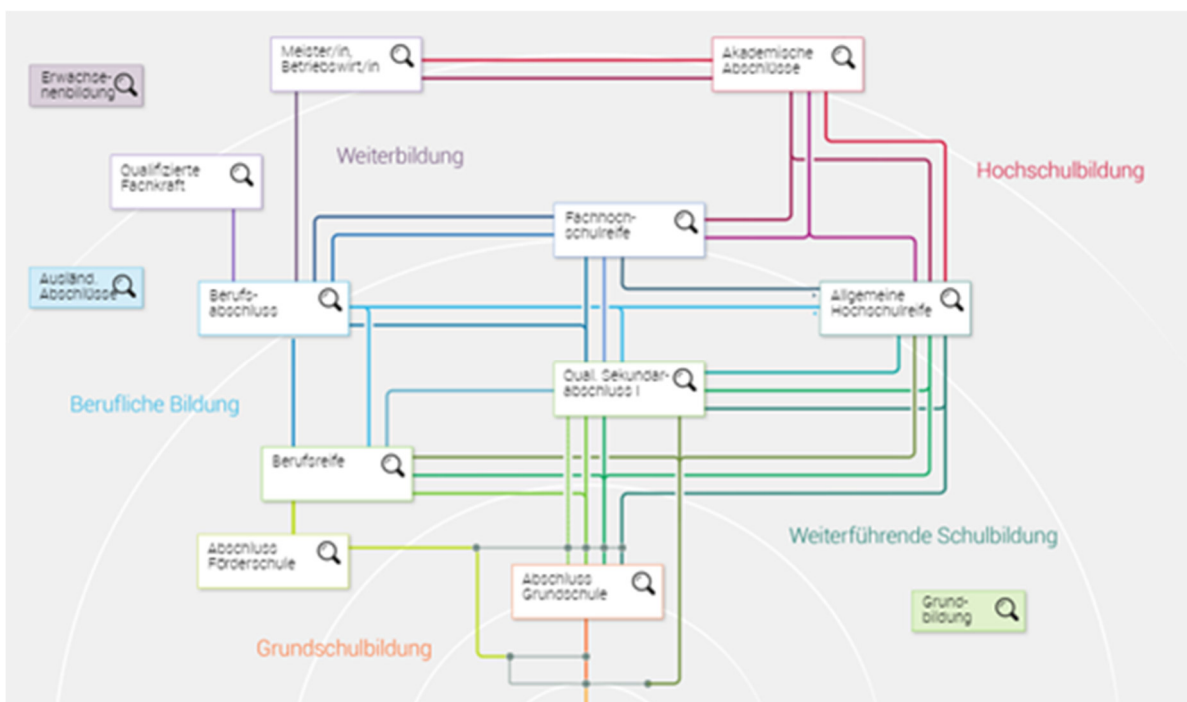 Meister/in,
Betriebswirt/in
Akademische
Abschlüsse
Erwachse-
nenbildung
Weiterbildung
Qualifizierte
Fachkraft
Hochschulbildung
Fachhoch-
schulreife
Ausländ.
Abschlüsse
Berufs-
abschluss
Allgemeine
Hochschulreife
Qual. Sekundar-
abschluss I
Berufliche Bildung
Berufsreife
Weiterführende Schulbildung
Abschluss
Förderschule
Abschluss
Grundschule
Grund-
bildung
Grundschulbildung